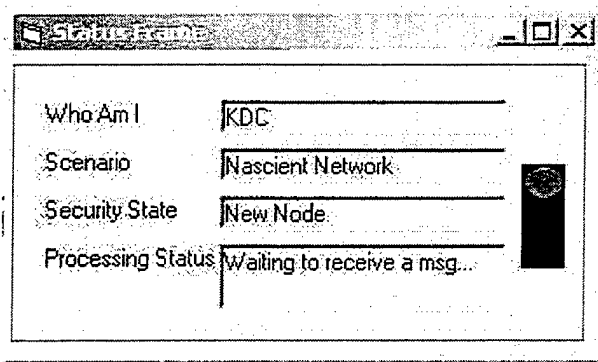 Status Frame
Who Am I KDC
Scenario Nascient Network
Security State New Node
Processing Status Waiting to receive a msg...